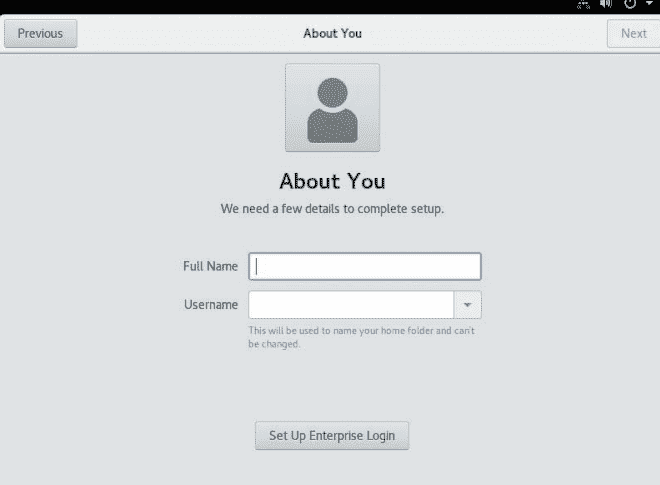 Previous
About You
Next
About You
We need a few details to complete setup.
Full Name
Username
This will be used to name your home folder and can't
be changed.
Set Up Enterprise Login